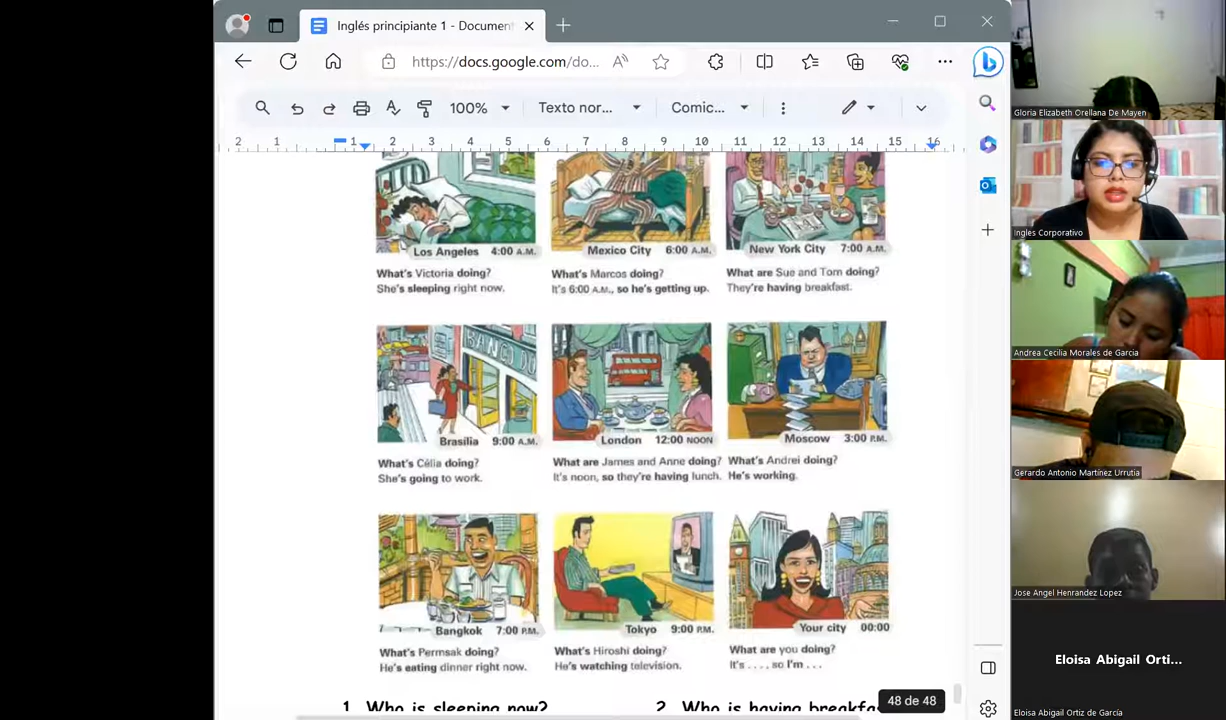 Inglés principiante 1 - Document
https://docs.google.com/do...
100% Texto nor... Comic...
2 1 1 2 3 4 5 6 7 8 9 10 11 12 13 14 15 16
Los Angeles 4:00 A.M.
What's Victoria doing?
She's sleeping right now.
Mexico City 6:00 A.M.
What's Marcos doing?
It's 6:00 A.M., so he's getting up.
New York City 7:00 A.M.
What are Sue and Tom doing?
They're having breakfast.
BANCO DO
Brasília 9:00 A.M.
What's Célia doing?
She's going to work.
London 12:00 NOON
What are James and Anne doing?
It's noon, so they're having lunch.
Moscow 3:00 P.M.
What's Andrei doing?
He's working.
Bangkok 7:00 P.M.
What's Permsak doing?
He's eating dinner right now.
Tokyo 9:00 P.M.
What's Hiroshi doing?
He's watching television.
Your city 00:00
What are you doing?
It's . . . . , so I'm . . .
1. Who is sleeping now?
2. Who is having breakfas
48 de 48
Gloria Elizabeth Orellana De Mayen
Ingles Corporativo
Andrea Cecilia Morales de Garcia
Gerardo Antonio Martinez Urrutia
Jose Angel Henrandez Lopez
Eloisa Abigail Orti...
Eloisa Abigail Ortiz de García